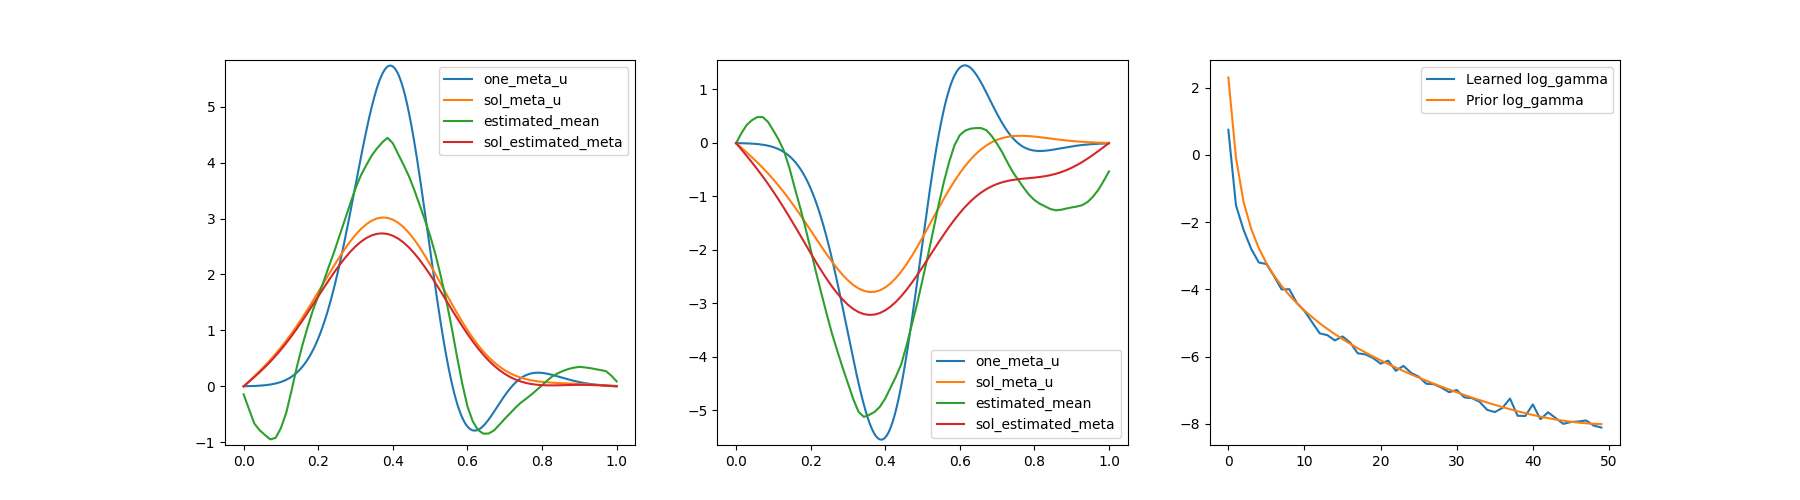 one_meta_u
sol_meta_u
estimated_mean
sol_estimated_meta
5
4
3
2
1
0
−1
0.0 0.2 0.4 0.6 0.8 1.0
1
0
−1
−2
−3
−4
−5
one_meta_u
sol_meta_u
estimated_mean
sol_estimated_meta
0.0 0.2 0.4 0.6 0.8 1.0
Learned log_gamma
Prior log_gamma
2
0
−2
−4
−6
−8
0 10 20 30 40 50